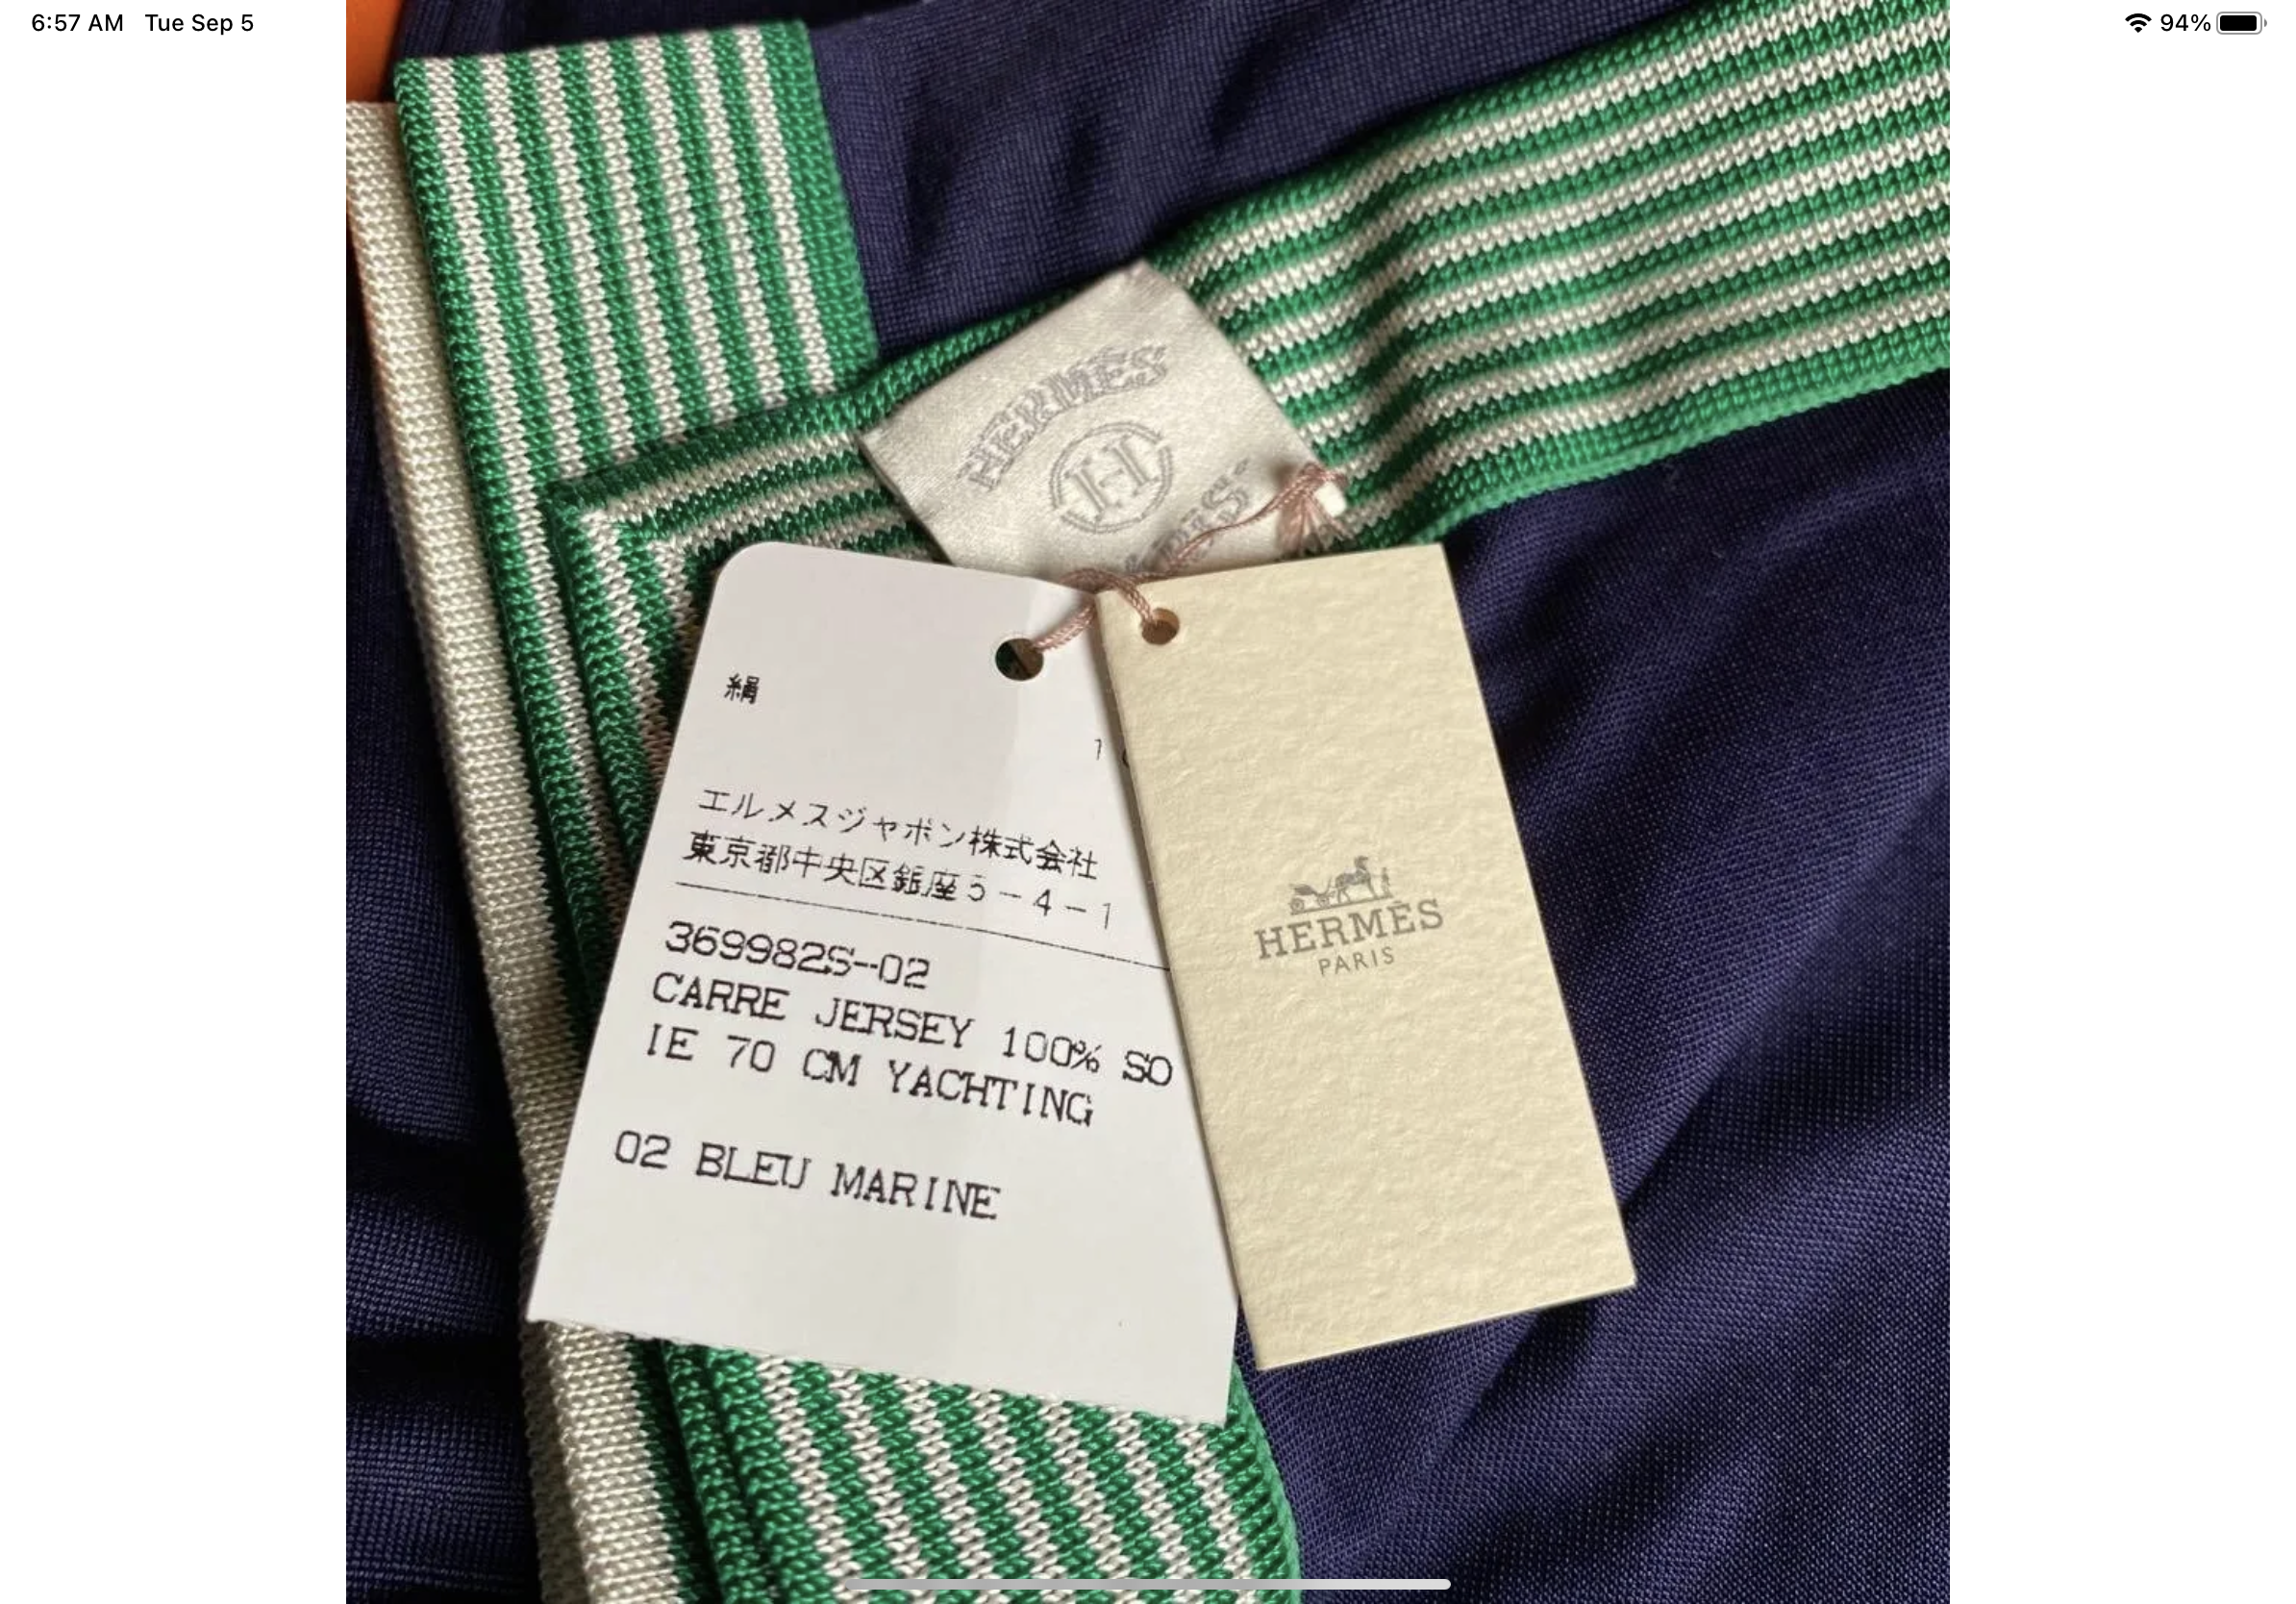 6:57 AM Tue Sep 5
94%
HERMES
H
絹
1
エルメスジャポン株式会社
東京都中央区銀座5-4-1
369982S-02
CARRE JERSEY 100% SO
IE 70 CM YACHTING
02 BLEU MARINE
HERMÈS
PARIS